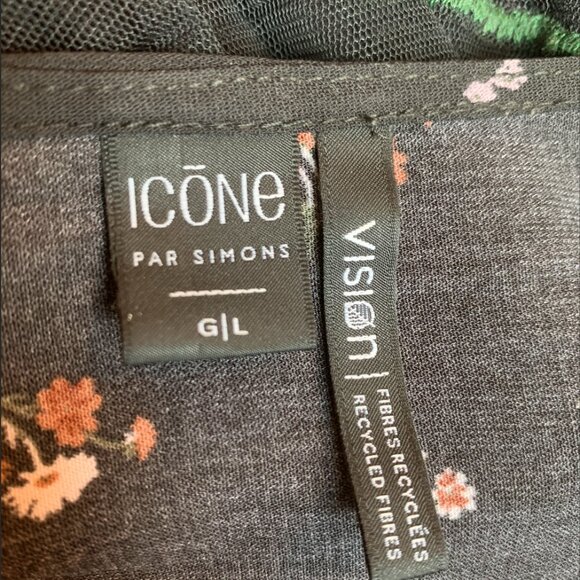 ICŌNE
PAR SIMONS
G|L
VISION |
FIBRES RECYCLÉES
RECYCLED FIBRES